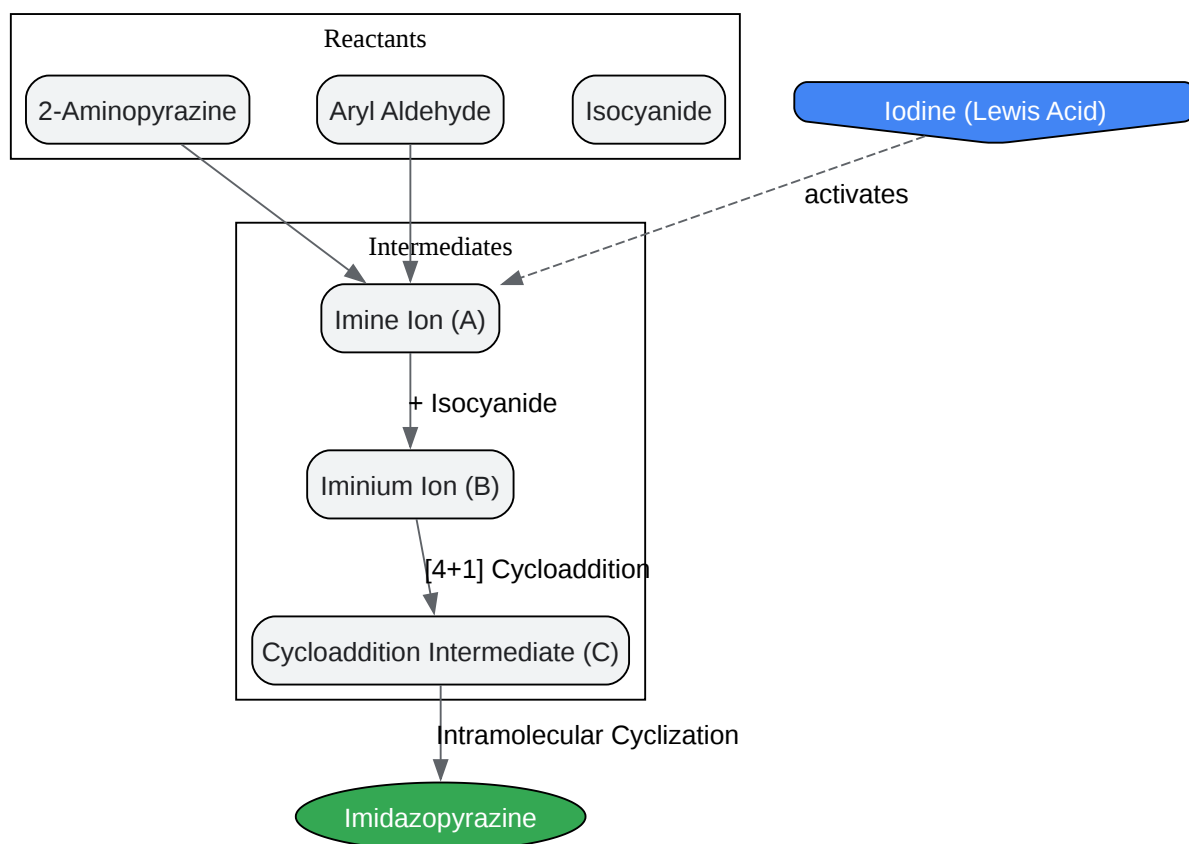 Reactants
2-Aminopyrazine
Aryl Aldehyde
Isocyanide
Iodine (Lewis Acid)
activates
Intermediates
Imine Ion (A)
+ Isocyanide
Iminium Ion (B)
[4+1] Cycloaddition
Cycloaddition Intermediate (C)
Intramolecular Cyclization
Imidazopyrazine